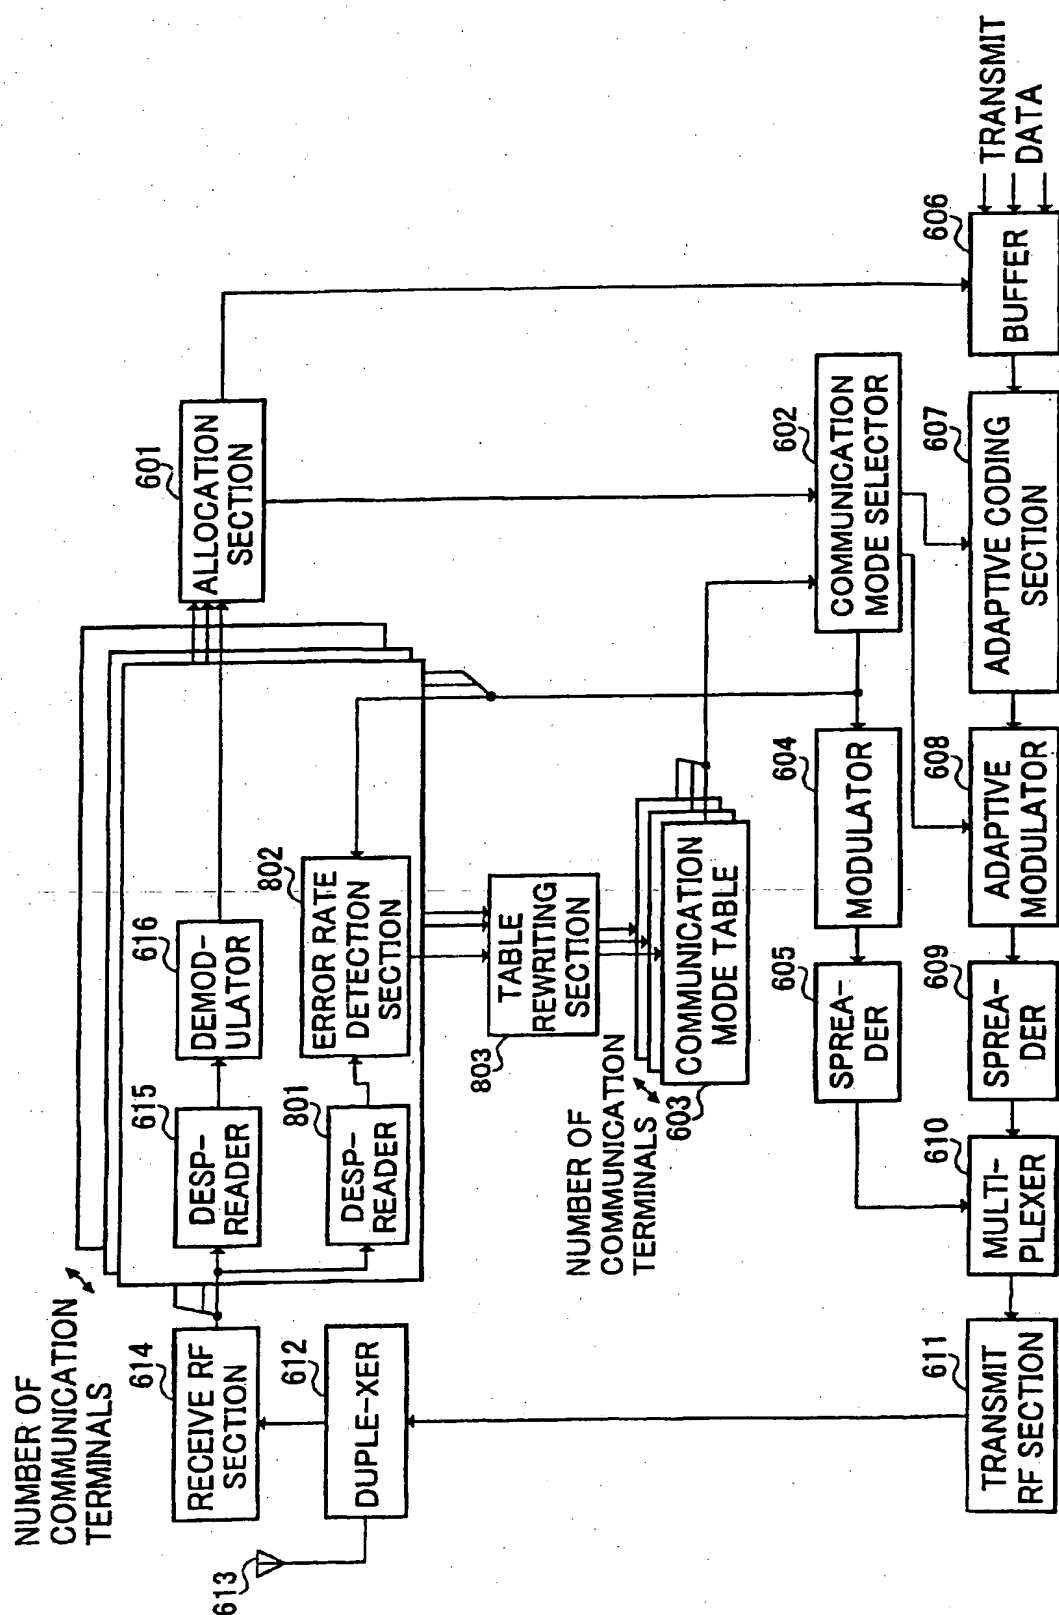 NUMBER OF
COMMUNICATION
TERMINALS
613
614
RECEIVE RF
SECTION
612
DUPLE-XER
615
DESP-
READER
616
DEMOD-
ULATOR
801
DESP-
READER
802
ERROR RATE
DETECTION
SECTION
601
ALLOCATION
SECTION
803
TABLE
REWRITING
SECTION
NUMBER OF
COMMUNICATION
TERMINALS
603
COMMUNICATION
MODE TABLE
602
COMMUNICATION
MODE SELECTOR
604
MODULATOR
605
SPREA-
DER
606
BUFFER
TRANSMIT
DATA
607
ADAPTIVE CODING
SECTION
608
ADAPTIVE
MODULATOR
609
SPREA-
DER
610
MULTI-
PLEXER
611
TRANSMIT
RF SECTION